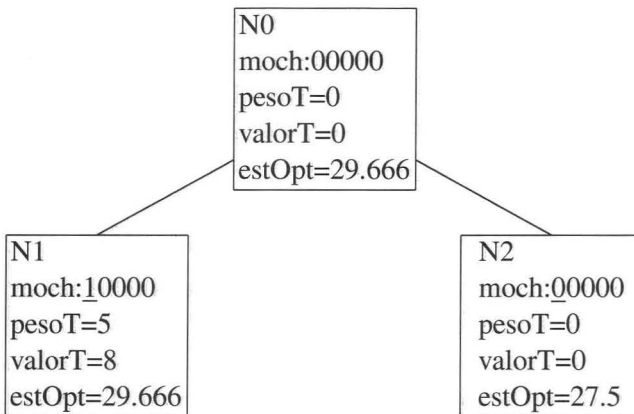 N0
moch:00000
pesoT=0
valorT=0
estOpt=29.666
N1
moch:10000
pesoT=5
valorT=8
estOpt=29.666
N2
moch:00000
pesoT=0
valorT=0
estOpt=27.5